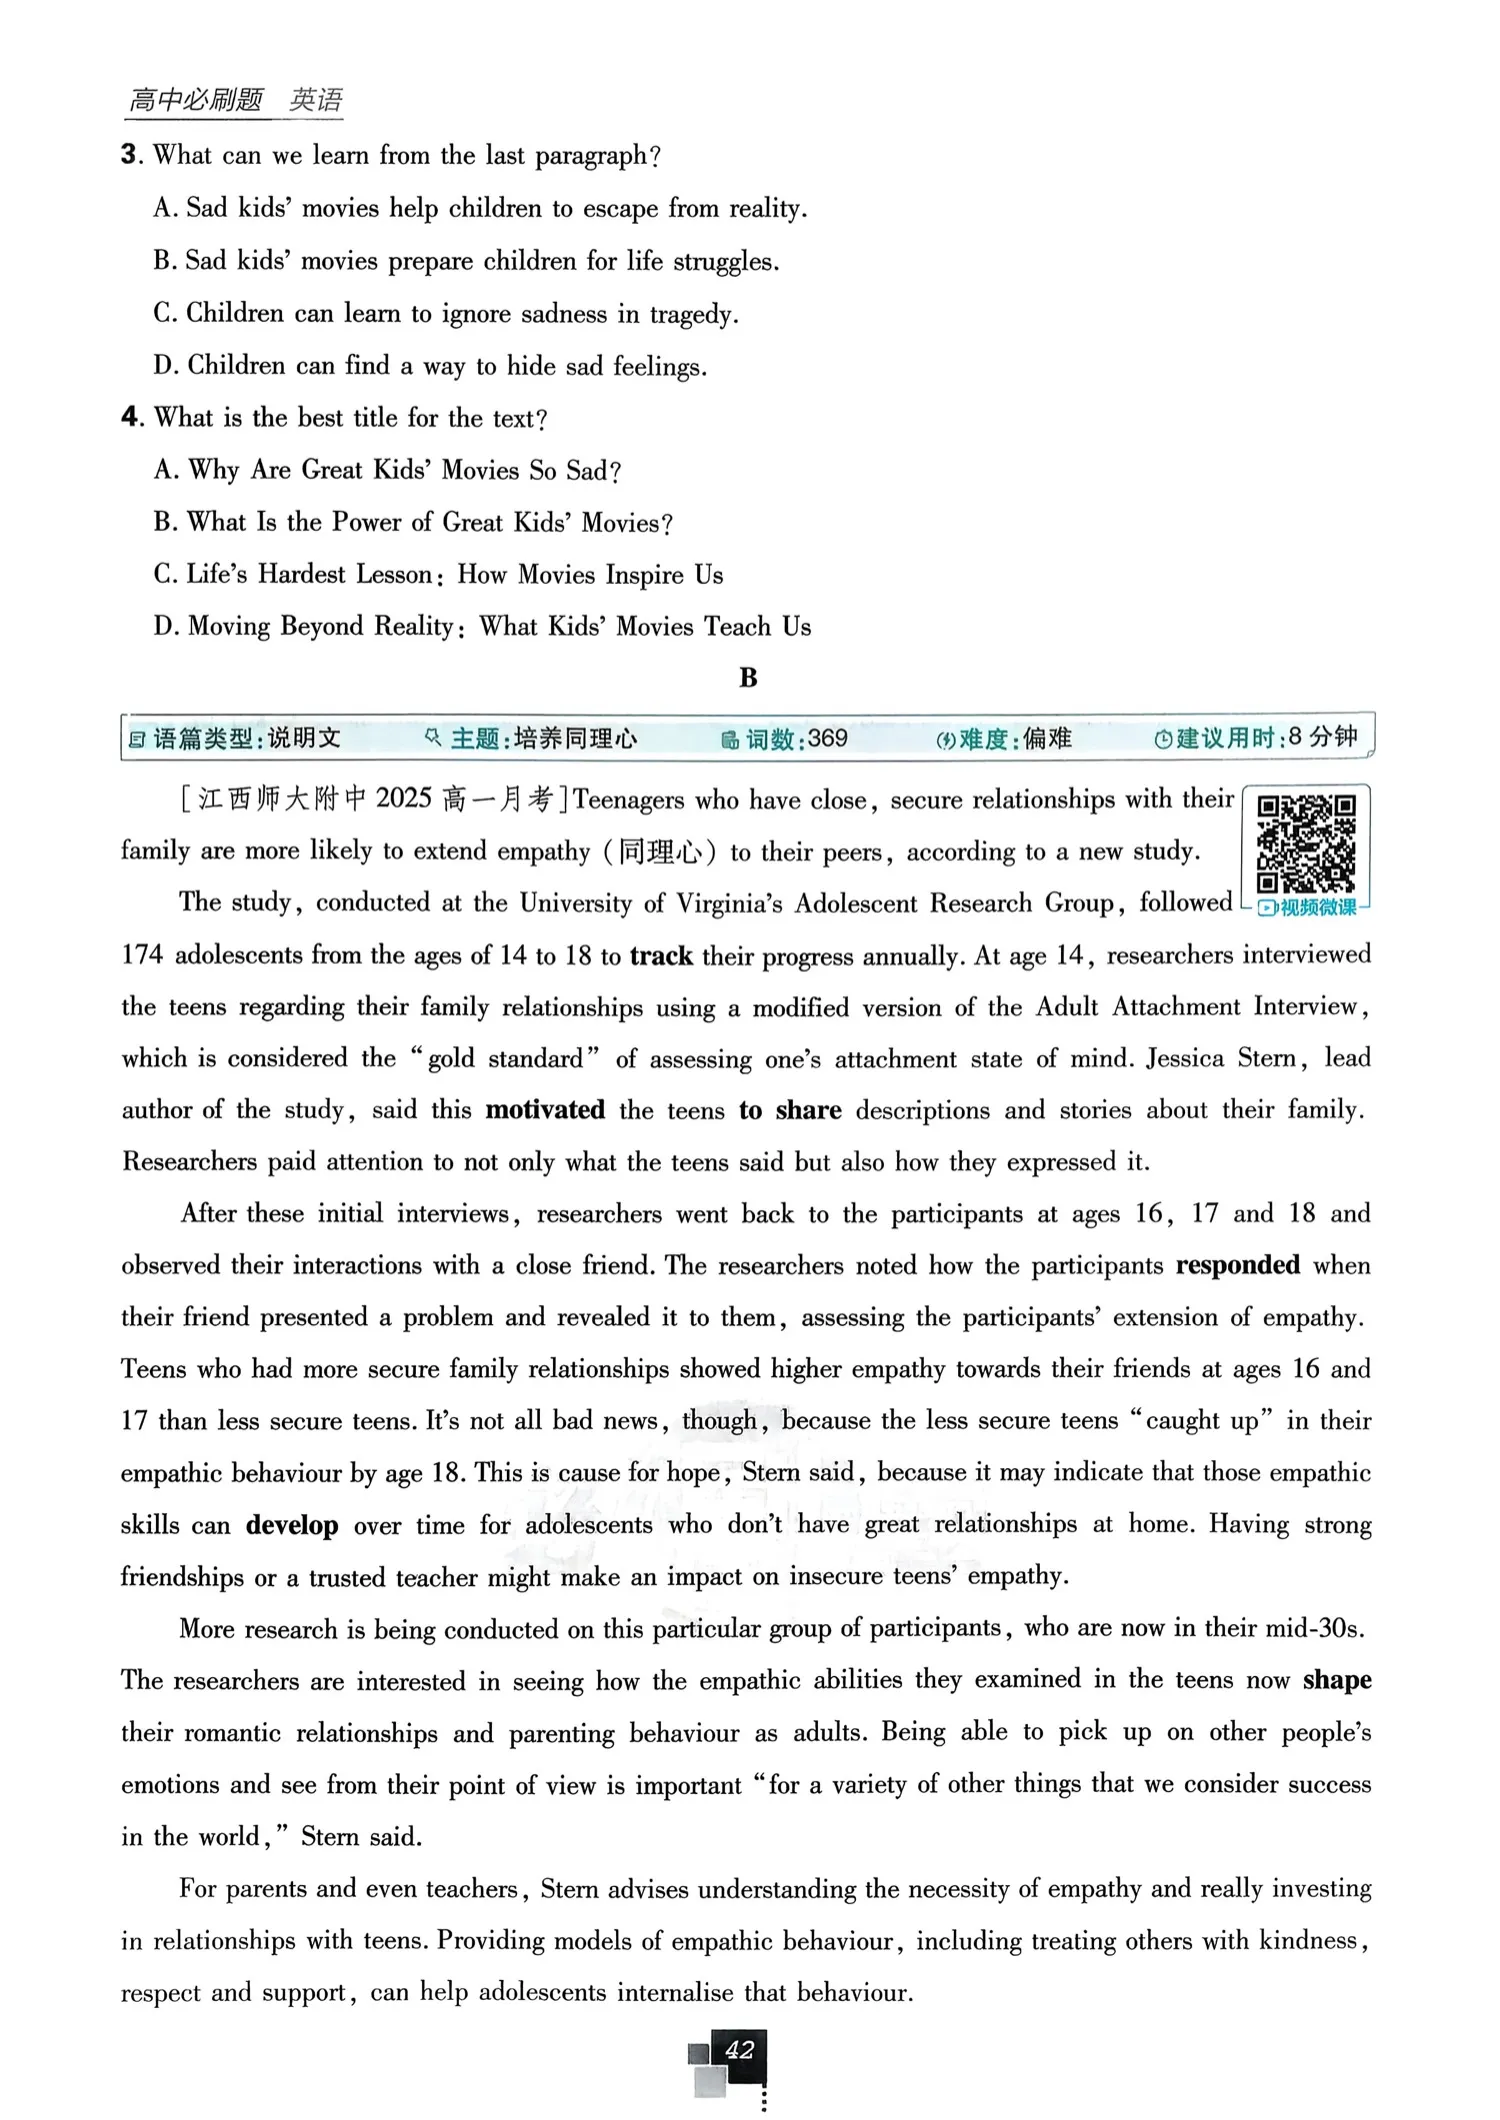 高中必刷题 英语
3. What can we learn from the last paragraph?
A. Sad kids' movies help children to escape from reality.
B. Sad kids' movies prepare children for life struggles.
C. Children can learn to ignore sadness in tragedy.
D. Children can find a way to hide sad feelings.
4. What is the best title for the text?
A. Why Are Great Kids' Movies So Sad?
B. What Is the Power of Great Kids' Movies?
C. Life's Hardest Lesson: How Movies Inspire Us
D. Moving Beyond Reality: What Kids' Movies Teach Us
B
语篇类型:说明文 主题:培养同理心 词数:369 难度:偏难 建议用时:8分钟
[江西师大附中2025高一月考]Teenagers who have close, secure relationships with their
family are more likely to extend empathy (同理心) to their peers, according to a new study.
The study, conducted at the University of Virginia's Adolescent Research Group, followed
视频微课
174 adolescents from the ages of 14 to 18 to track their progress annually. At age 14, researchers interviewed
the teens regarding their family relationships using a modified version of the Adult Attachment Interview,
which is considered the "gold standard" of assessing one's attachment state of mind. Jessica Stern, lead
author of the study, said this motivated the teens to share descriptions and stories about their family.
Researchers paid attention to not only what the teens said but also how they expressed it.
After these initial interviews, researchers went back to the participants at ages 16, 17 and 18 and
observed their interactions with a close friend. The researchers noted how the participants responded when
their friend presented a problem and revealed it to them, assessing the participants' extension of empathy.
Teens who had more secure family relationships showed higher empathy towards their friends at ages 16 and
17 than less secure teens. It's not all bad news, though, because the less secure teens "caught up" in their
empathic behaviour by age 18. This is cause for hope, Stern said, because it may indicate that those empathic
skills can develop over time for adolescents who don't have great relationships at home. Having strong
friendships or a trusted teacher might make an impact on insecure teens' empathy.
More research is being conducted on this particular group of participants, who are now in their mid-30s.
The researchers are interested in seeing how the empathic abilities they examined in the teens now shape
their romantic relationships and parenting behaviour as adults. Being able to pick up on other people's
emotions and see from their point of view is important "for a variety of other things that we consider success
in the world," Stern said.
For parents and even teachers, Stern advises understanding the necessity of empathy and really investing
in relationships with teens. Providing models of empathic behaviour, including treating others with kindness,
respect and support, can help adolescents internalise that behaviour.
42